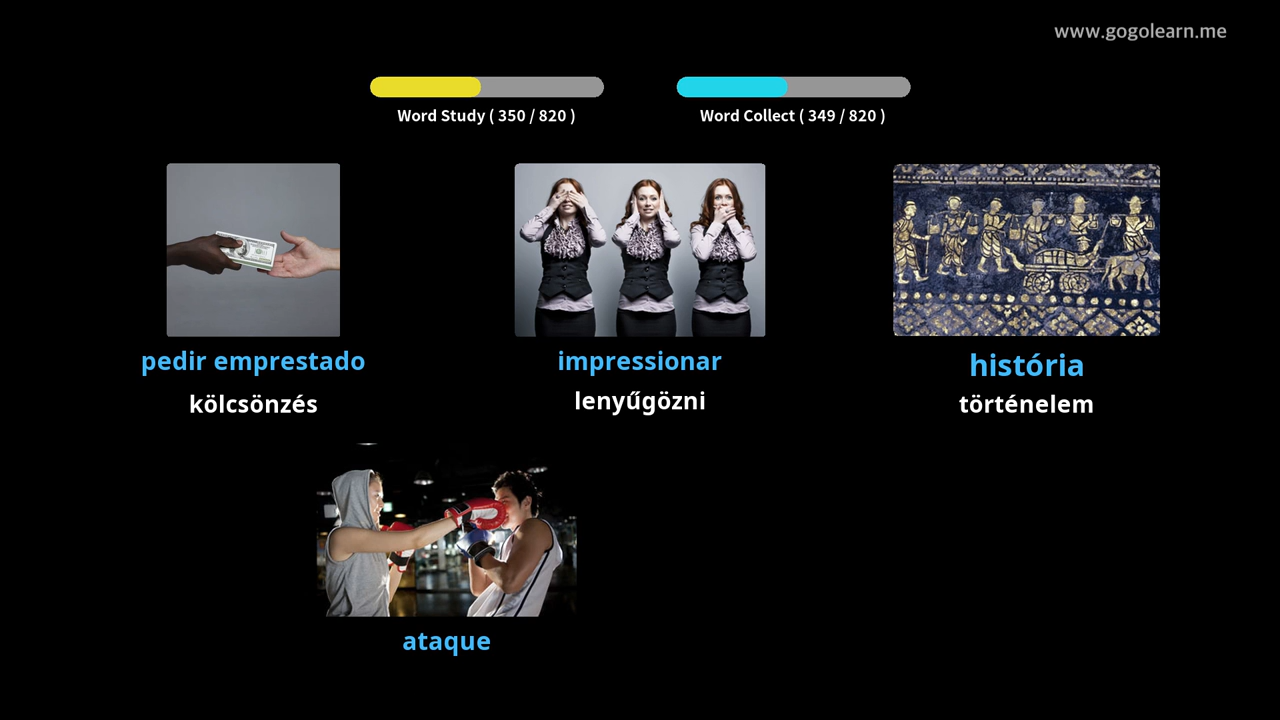 www.gogolearn.me
Word Study ( 350 / 820 )
Word Collect ( 349 / 820 )
pedir emprestado
kölcsönzés
impressionar
lenyűgözni
história
történelem
ataque